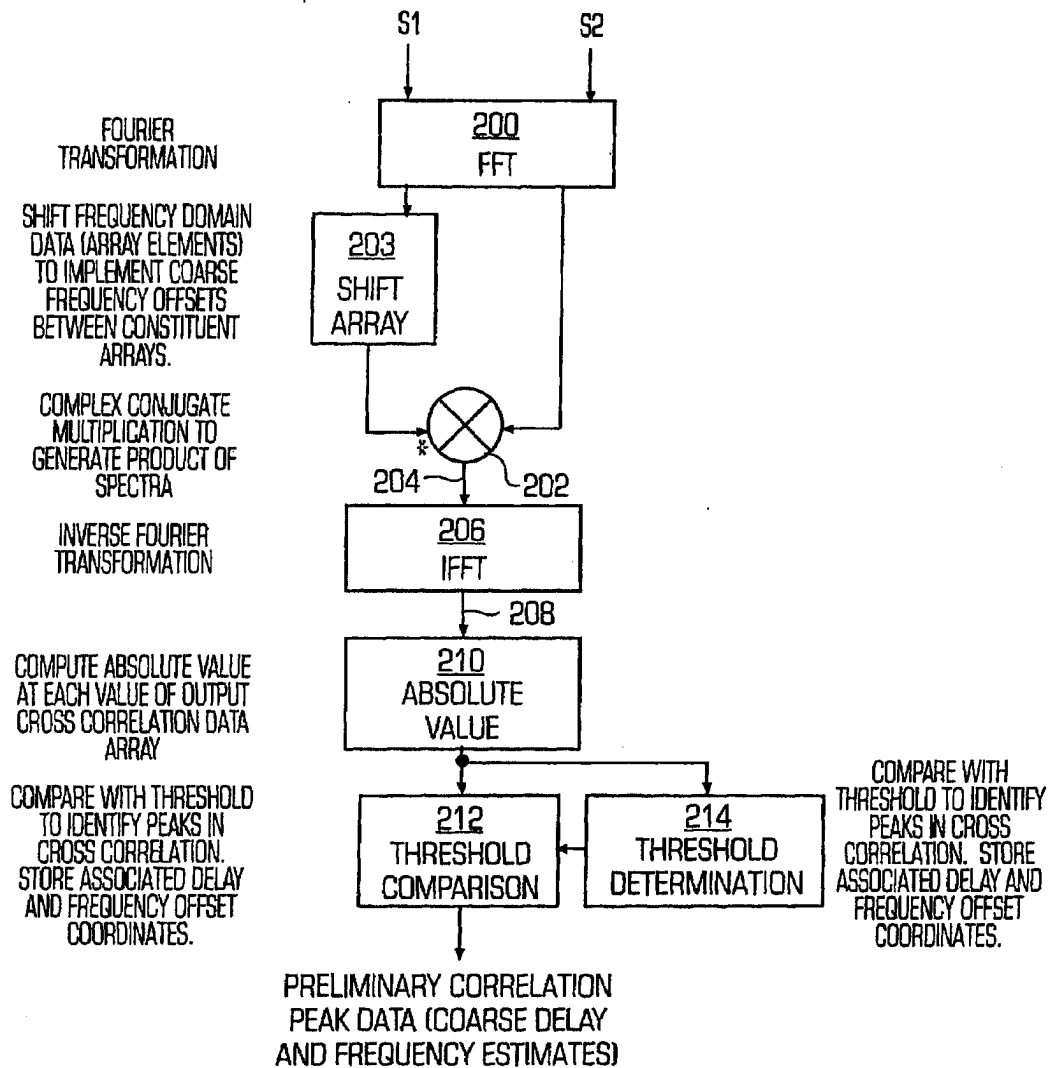 S1
S2
FOURIER
TRANSFORMATION
200
FFT
SHIFT FREQUENCY DOMAIN
DATA (ARRAY ELEMENTS)
TO IMPLEMENT COARSE
FREQUENCY OFFSETS
BETWEEN CONSTITUENT
ARRAYS.
203
SHIFT
ARRAY
COMPLEX CONJUGATE
MULTIPLICATION TO
GENERATE PRODUCT OF
SPECTRA
*
204
202
INVERSE FOURIER
TRANSFORMATION
206
IFFT
208
COMPUTE ABSOLUTE VALUE
AT EACH VALUE OF OUTPUT
CROSS CORRELATION DATA
ARRAY
210
ABSOLUTE
VALUE
COMPARE WITH THRESHOLD
TO IDENTIFY PEAKS IN
CROSS CORRELATION.
STORE ASSOCIATED DELAY
AND FREQUENCY OFFSET
COORDINATES.
212
THRESHOLD
COMPARISON
214
THRESHOLD
DETERMINATION
COMPARE WITH
THRESHOLD TO IDENTIFY
PEAKS IN CROSS
CORRELATION. STORE
ASSOCIATED DELAY AND
FREQUENCY OFFSET
COORDINATES.
PRELIMINARY CORRELATION
PEAK DATA (COARSE DELAY
AND FREQUENCY ESTIMATES)